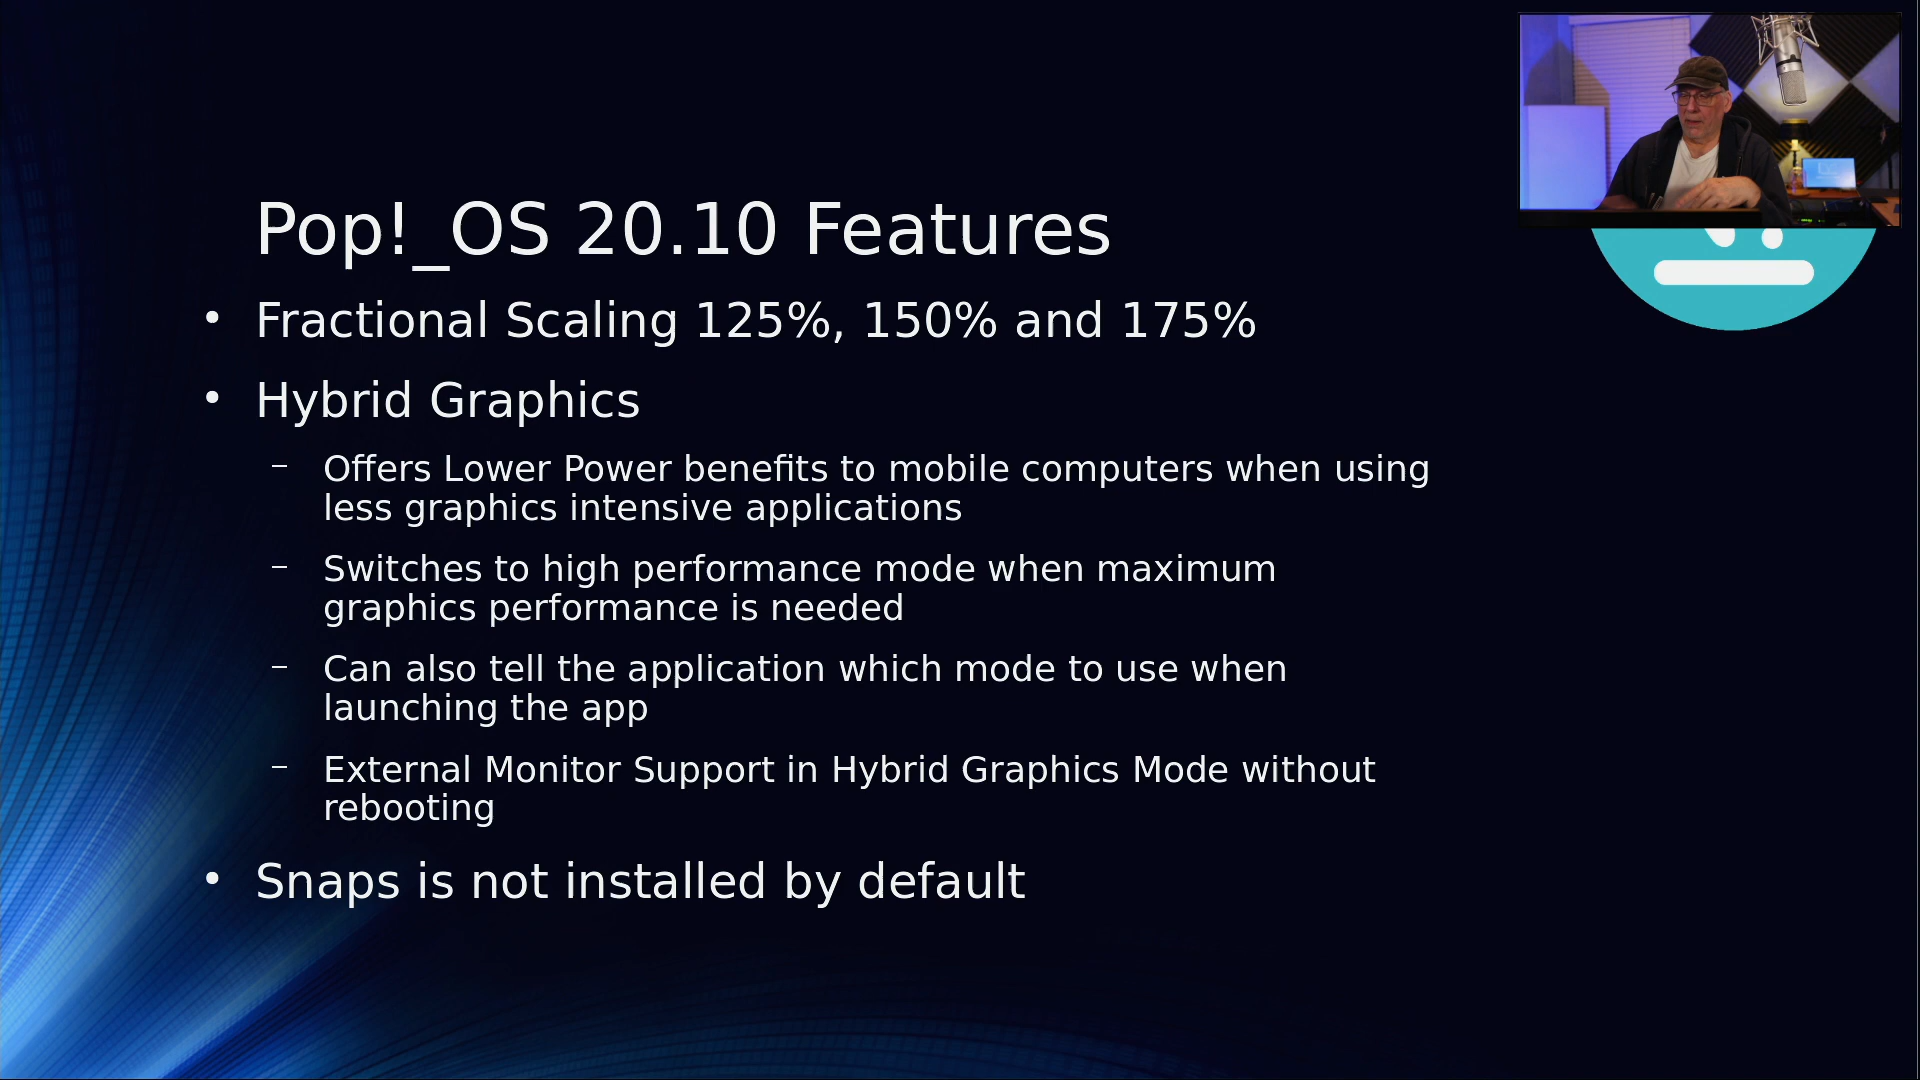 Pop!_OS 20.10 Features
• Fractional Scaling 125%, 150% and 175%
• Hybrid Graphics
– Offers Lower Power benefits to mobile computers when using
less graphics intensive applications
– Switches to high performance mode when maximum
graphics performance is needed
– Can also tell the application which mode to use when
launching the app
– External Monitor Support in Hybrid Graphics Mode without
rebooting
• Snaps is not installed by default